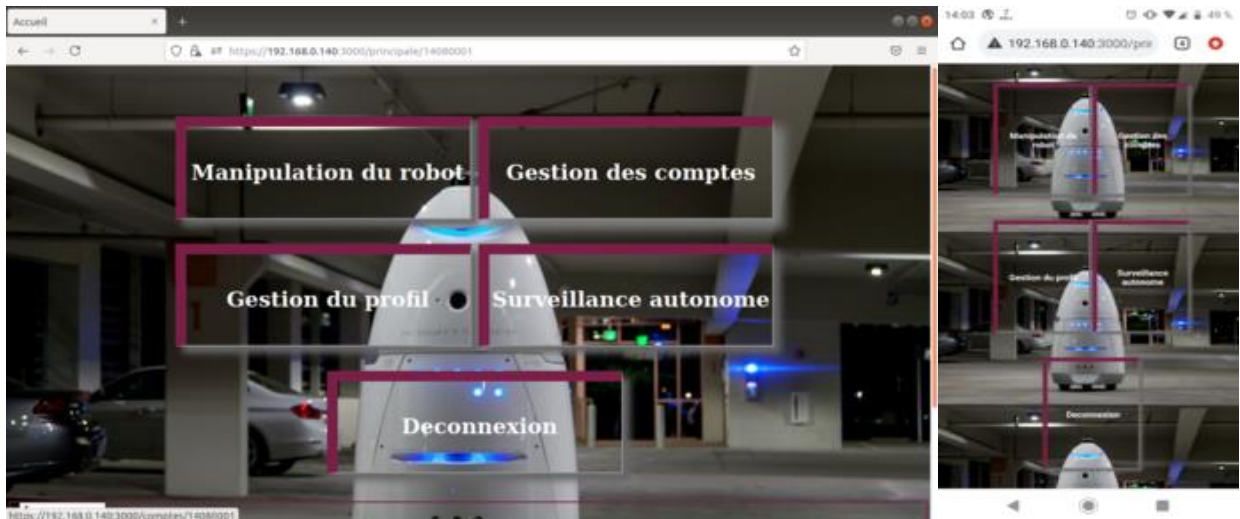 Accueil
https://192.168.0.140:3000/principale/14080001
Manipulation du robot
Gestion des comptes
Gestion du profil
Surveillance autonome
Deconnexion
https://192.168.0.140:3000/comptes/14080001
14:03
49 %
192.168.0.140:3000/pri
Manipulation du
robot
Gestion des
comptes
Gestion du profil
Surveillance
autonome
Deconnexion